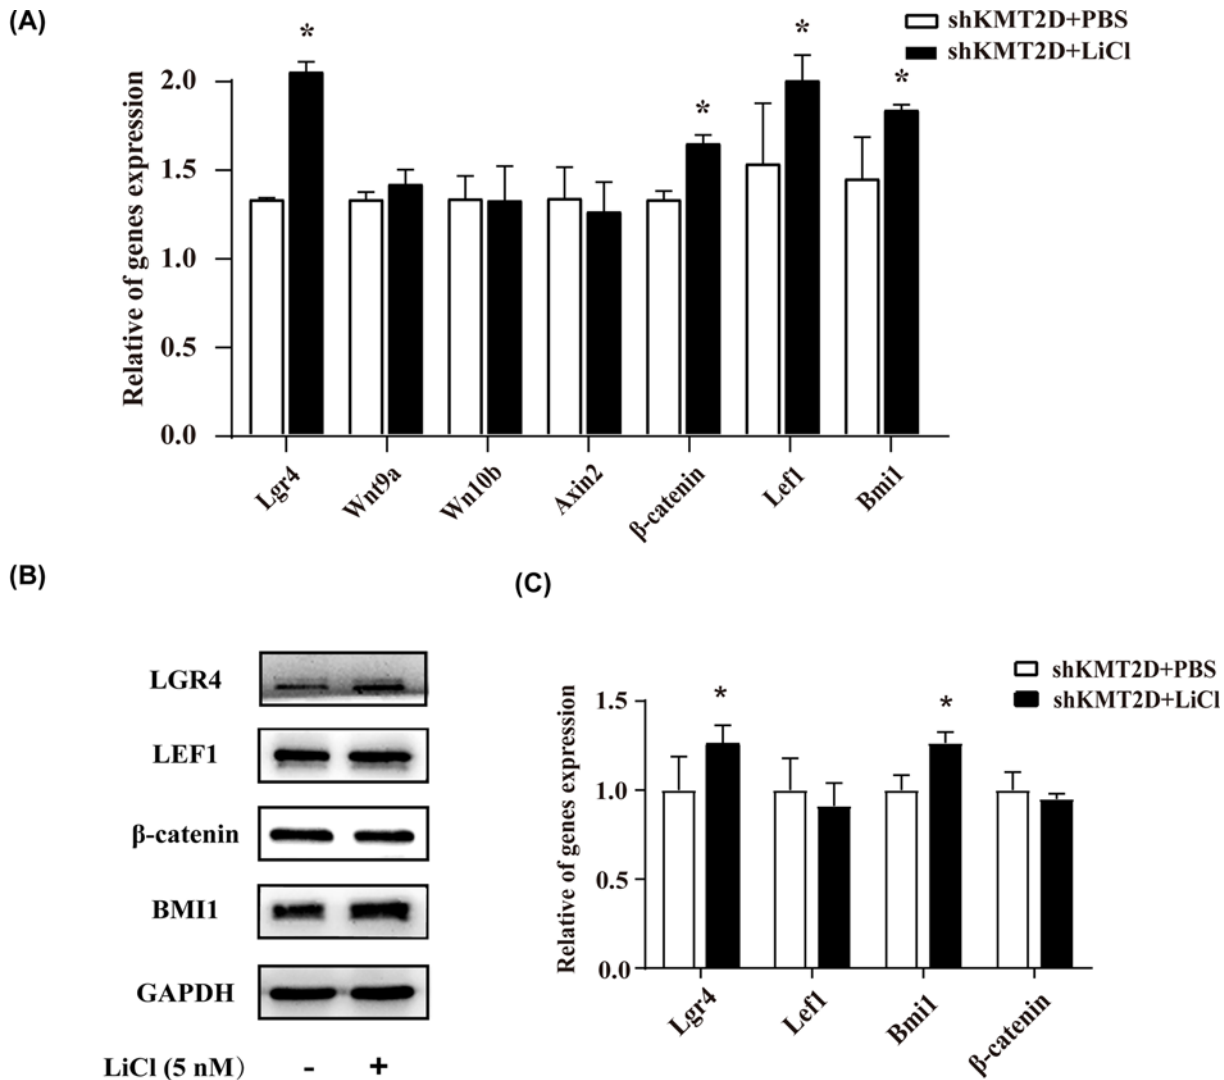 (A)
shKMT2D+PBS
shKMT2D+LiCl
Relative of genes expression
2.0
1.5
1.0
0.5
0.0
*
*
*
*
Lgr4
Wnt9a
Wn10b
Axin2
β-catenin
Lef1
Bmi1
(B)
LGR4
LEF1
β-catenin
BMI1
GAPDH
LiCl (5 nM) - +
(C)
shKMT2D+PBS
shKMT2D+LiCl
Relative of genes expression
1.5
1.0
0.5
0.0
*
*
Lgr4
Lef1
Bmi1
β-catenin